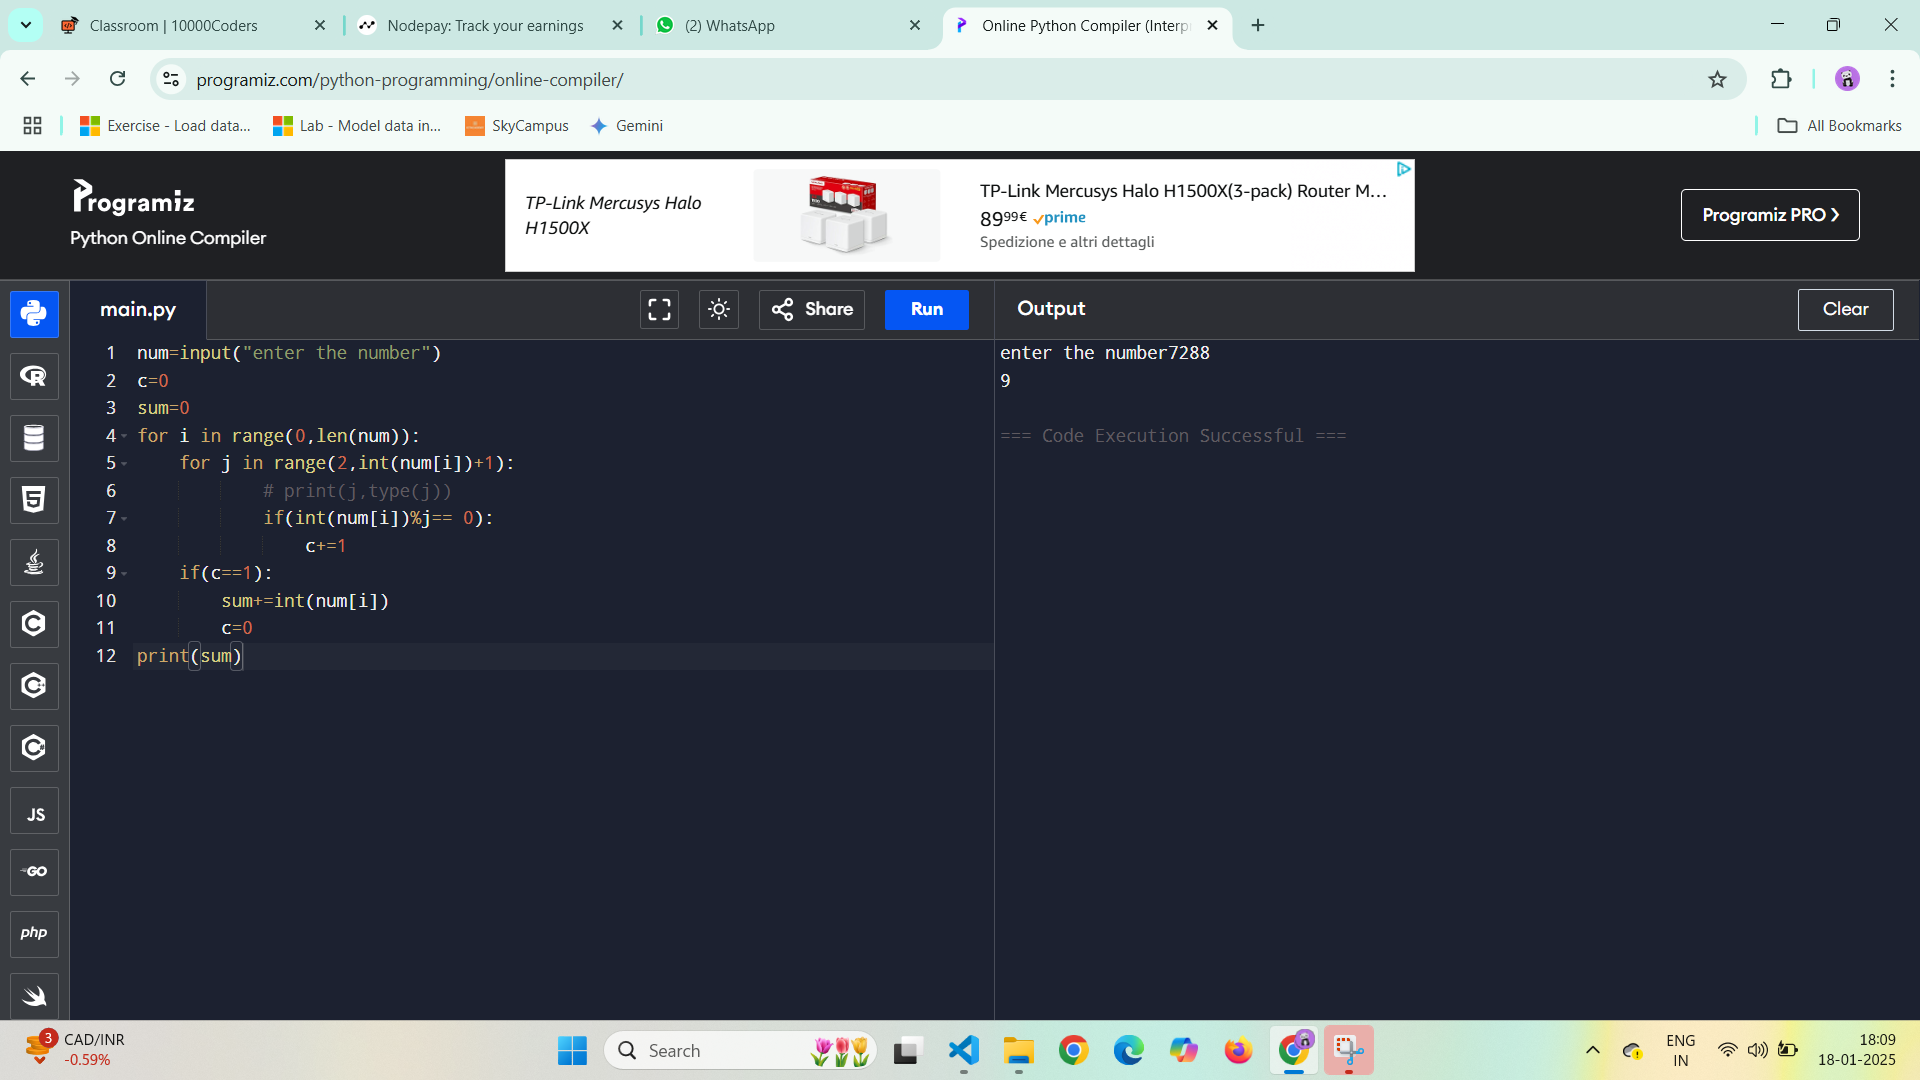 Classroom | 10000Coders
Nodepay: Track your earnings
(2) WhatsApp
Online Python Compiler (Interp
programiz.com/python-programming/online-compiler/
Exercise - Load data...
Lab - Model data in...
SkyCampus
Gemini
All Bookmarks
Programiz
Python Online Compiler
TP-Link Mercusys Halo
H1500X
TP-Link Mercusys Halo H1500X(3-pack) Router M...
89,99€ prime
Spedizione e altri dettagli
Programiz PRO ❯
main.py
Share
Run
Output
Clear
1 num=input("enter the number")
2 c=0
3 sum=0
4 for i in range(0,len(num)):
5     for j in range(2,int(num[i])+1):
6             # print(j,type(j))
7             if(int(num[i])%j== 0):
8                 c+=1
9     if(c==1):
10         sum+=int(num[i])
11         c=0
12 print(sum)
enter the number7288
9
=== Code Execution Successful ===
JS
GO
php
3
CAD/INR
-0.59%
Search
ENG
IN
18:09
18-01-2025